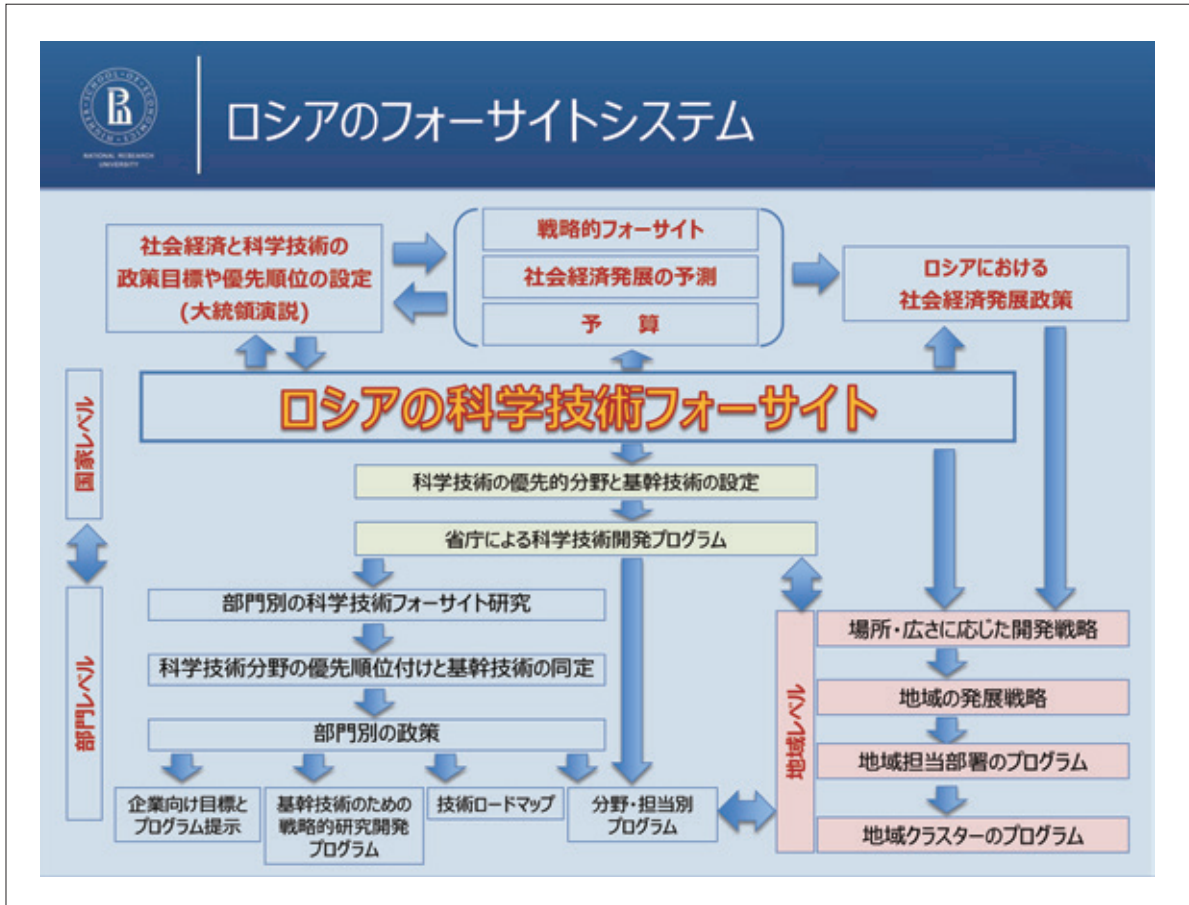 HIGHER SCHOOL OF ECONOMICS
NATIONAL RESEARCH
UNIVERSITY
ロシアのフォーサイトシステム
社会経済と科学技術の
政策目標や優先順位の設定
(大統領演説)
戦略的フォーサイト
社会経済発展の予測
予 算
ロシアにおける
社会経済発展政策
国家レベル
ロシアの科学技術フォーサイト
科学技術の優先的分野と基幹技術の設定
省庁による科学技術開発プログラム
部門レベル
部門別の科学技術フォーサイト研究
科学技術分野の優先順位付けと基幹技術の同定
部門別の政策
企業向け目標と
プログラム提示
基幹技術のための
戦略的研究開発
プログラム
技術ロードマップ
分野・担当別
プログラム
地域レベル
場所・広さに応じた開発戦略
地域の発展戦略
地域担当部署のプログラム
地域クラスターのプログラム